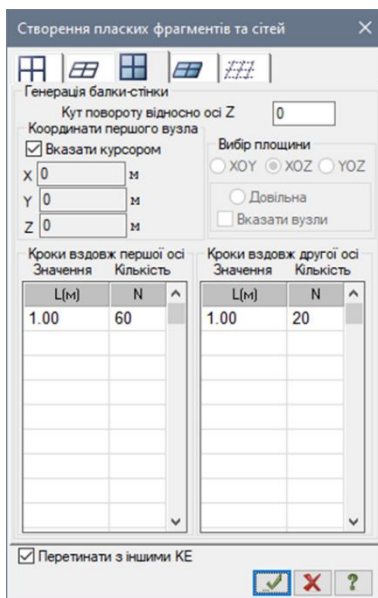 Створення пласких фрагментів та сітей
Генерація балки-стінки
Кут повороту відносно осі Z 0
Координати першого вузла
Вибір площини
Вказати курсором
XOY XOZ YOZ
X 0 м
Довільна
Y 0 м
Вказати вузли
Z 0 м
Кроки вздовж першої осі Кроки вздовж другої осі
Значення Кількість Значення Кількість
L(м) N L(м) N
1.00 60 1.00 20
Перетинати з іншими КЕ
?